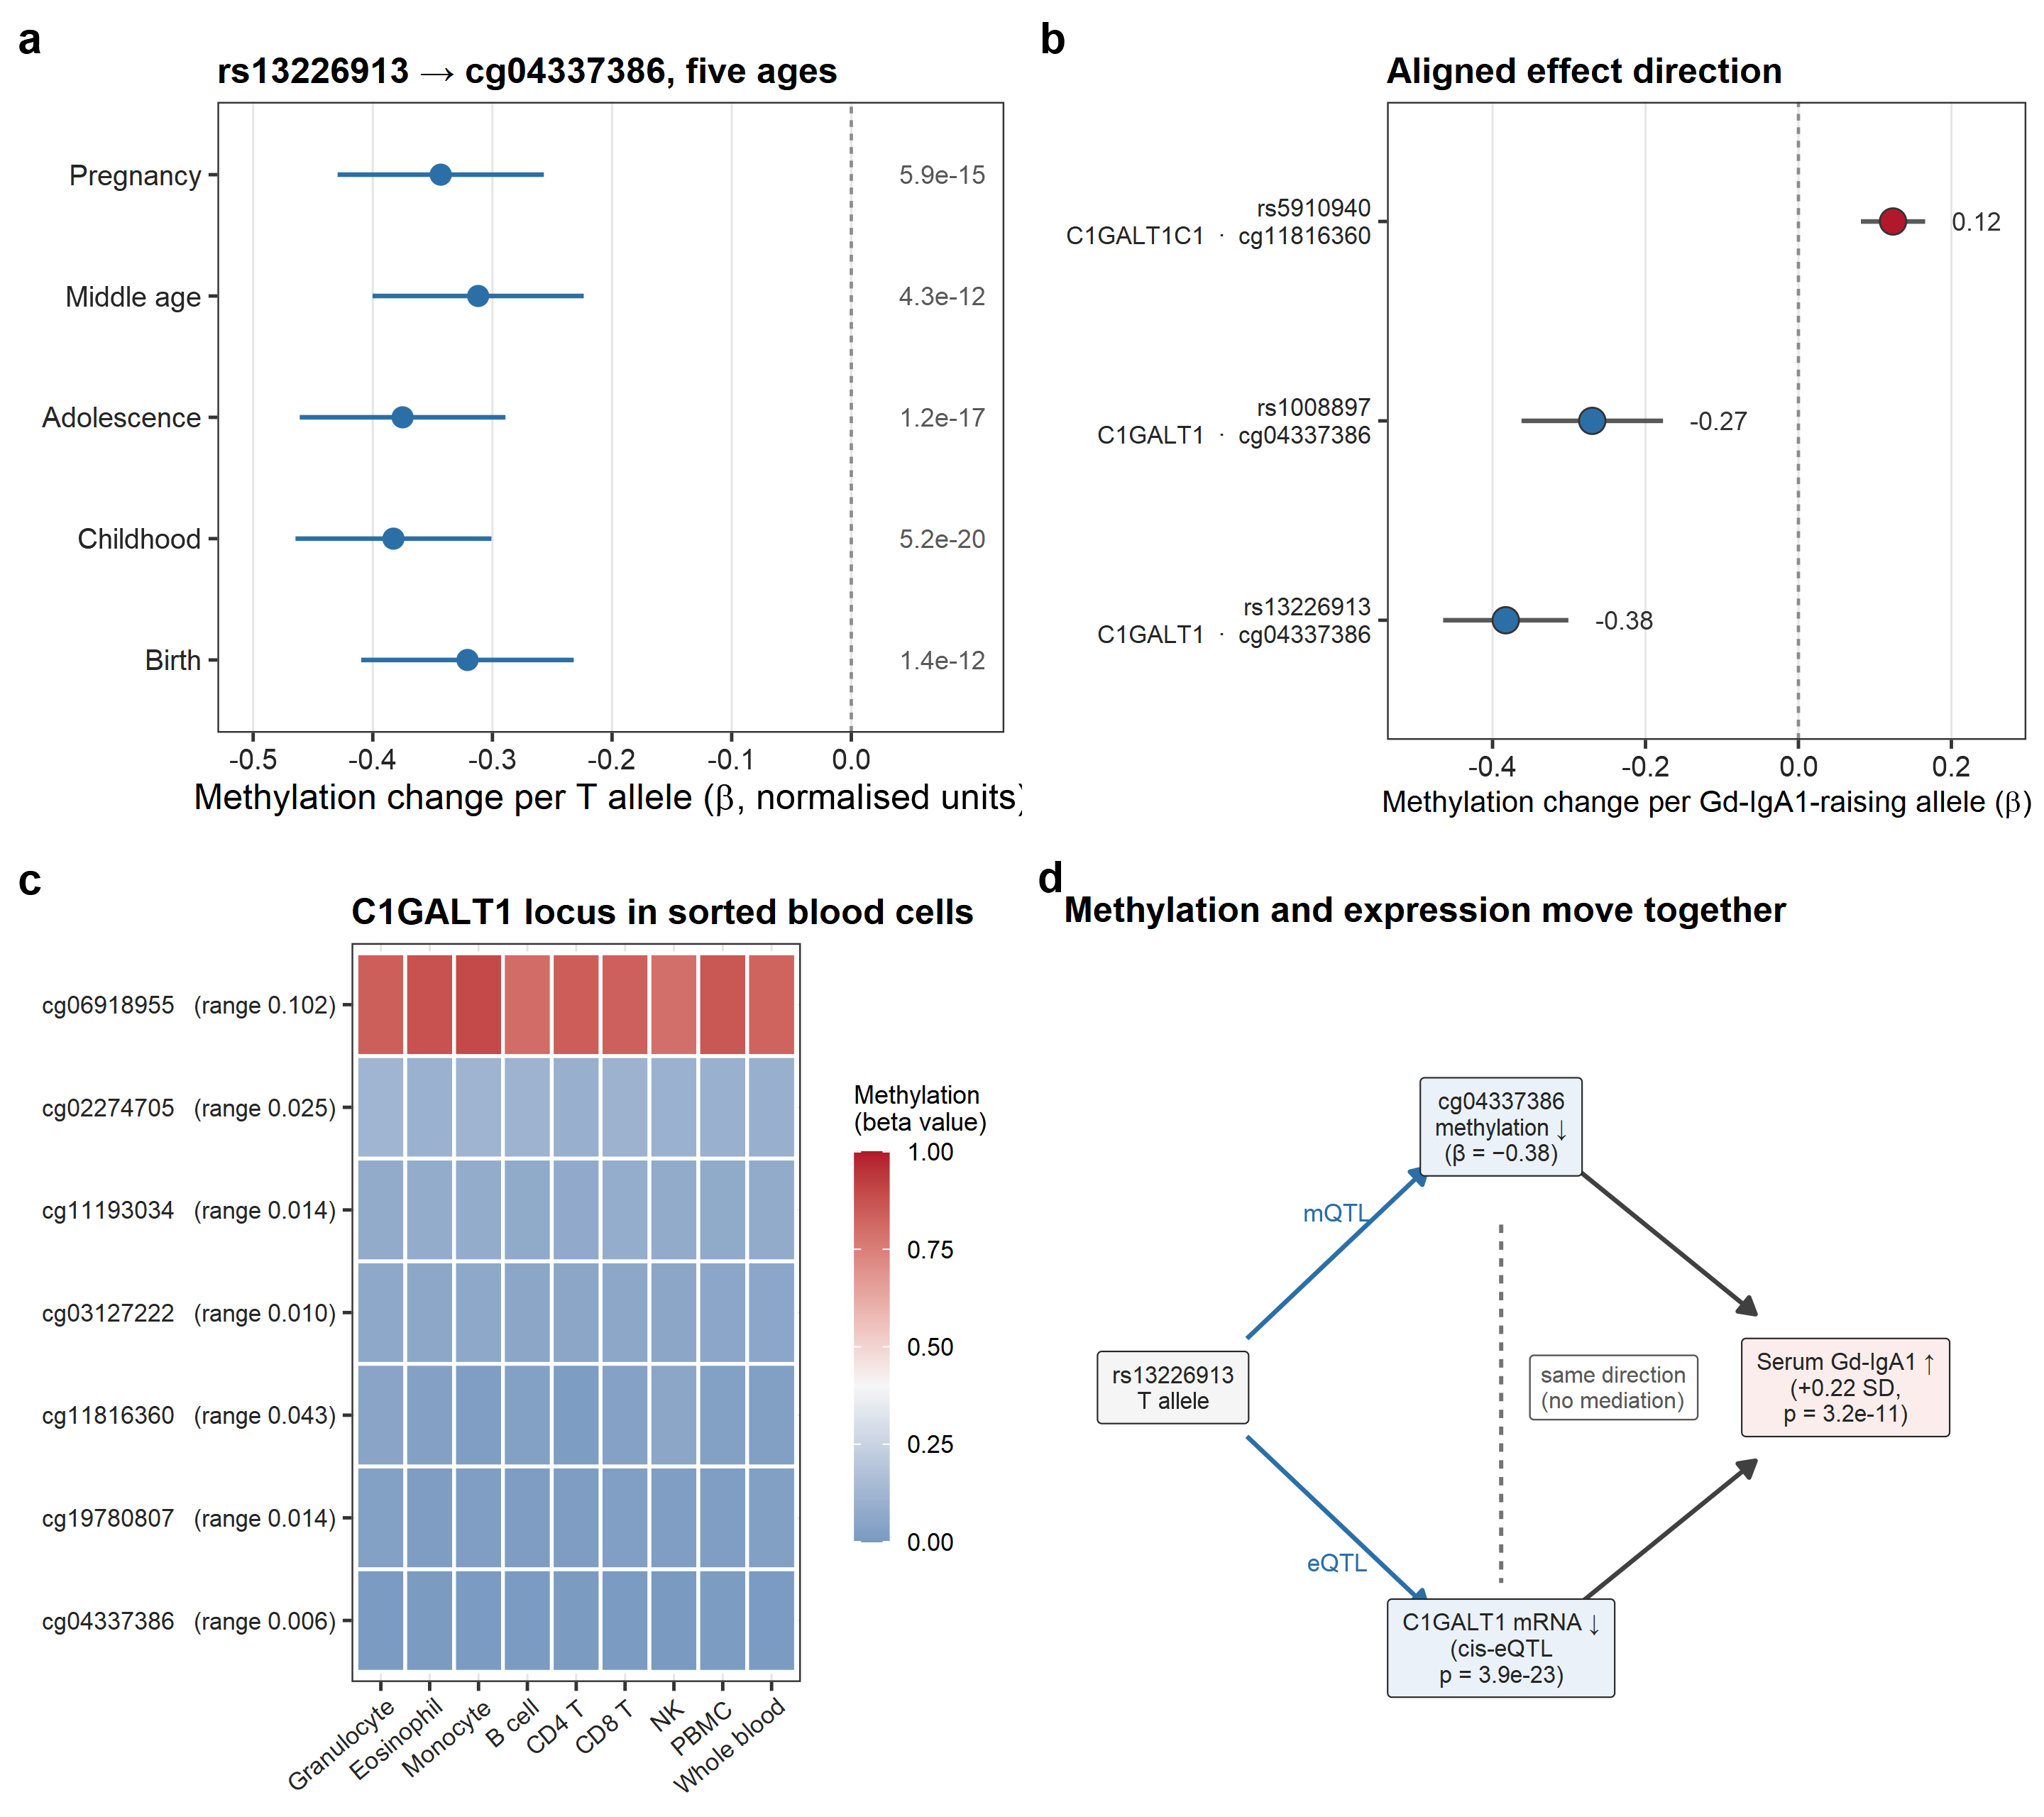 a
rs13226913 → cg04337386, five ages
Pregnancy
5.9e-15
Middle age
4.3e-12
Adolescence
1.2e-17
Childhood
5.2e-20
Birth
1.4e-12
-0.5 -0.4 -0.3 -0.2 -0.1 0.0
Methylation change per T allele (β, normalised units)
b
Aligned effect direction
rs5910940
C1GALT1C1 · cg11816360
0.12
rs1008897
C1GALT1 · cg04337386
-0.27
rs13226913
C1GALT1 · cg04337386
-0.38
-0.4 -0.2 0.0 0.2
Methylation change per Gd-IgA1-raising allele (β)
c
C1GALT1 locus in sorted blood cells
cg06918955 (range 0.102)
cg02274705 (range 0.025)
cg11193034 (range 0.014)
cg03127222 (range 0.010)
cg11816360 (range 0.043)
cg19780807 (range 0.014)
cg04337386 (range 0.006)
Granulocyte
Eosinophil
Monocyte
B cell
CD4 T
CD8 T
NK
PBMC
Whole blood
Methylation
(beta value)
1.00
0.75
0.50
0.25
0.00
d
Methylation and expression move together
cg04337386
methylation ↓
(β = −0.38)
mQTL
rs13226913
T allele
same direction
(no mediation)
Serum Gd-IgA1 ↑
(+0.22 SD,
p = 3.2e-11)
eQTL
C1GALT1 mRNA ↓
(cis-eQTL
p = 3.9e-23)